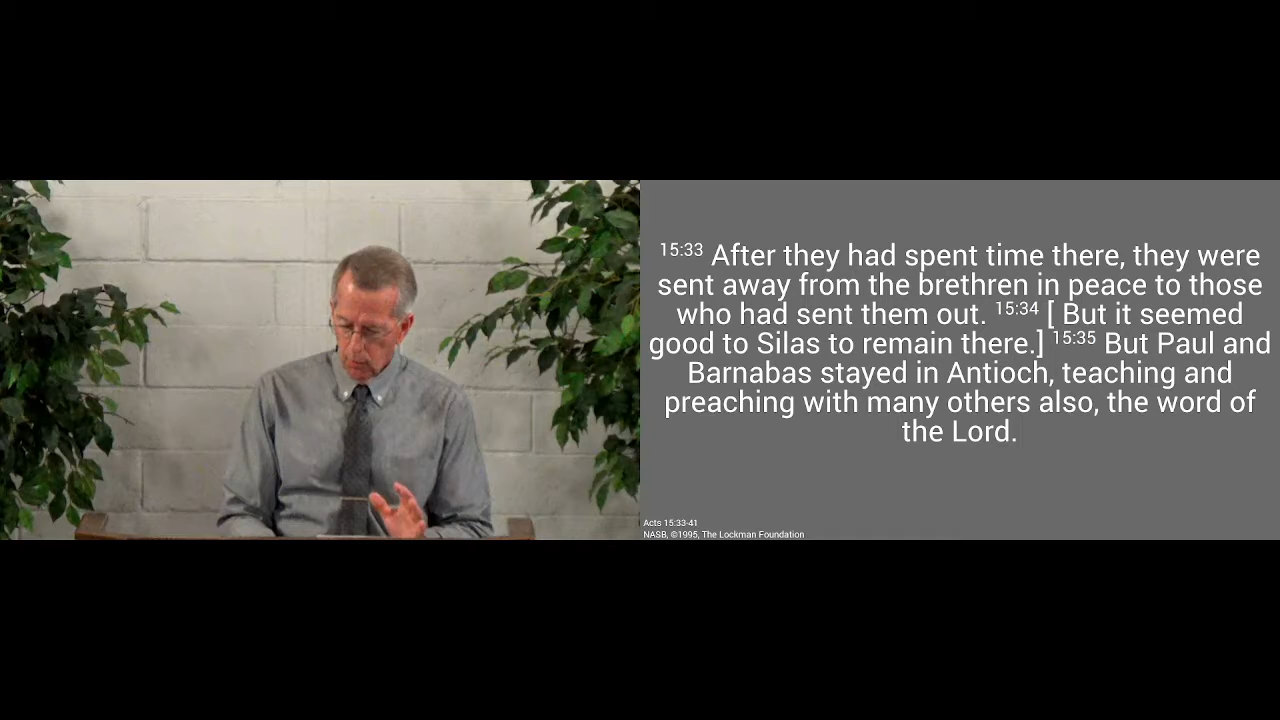 15:33 After they had spent time there, they were
sent away from the brethren in peace to those
who had sent them out. 15:34 [ But it seemed
good to Silas to remain there.] 15:35 But Paul and
Barnabas stayed in Antioch, teaching and
preaching with many others also, the word of
the Lord.
Acts 15:33-41
NASB, ©1995, The Lockman Foundation